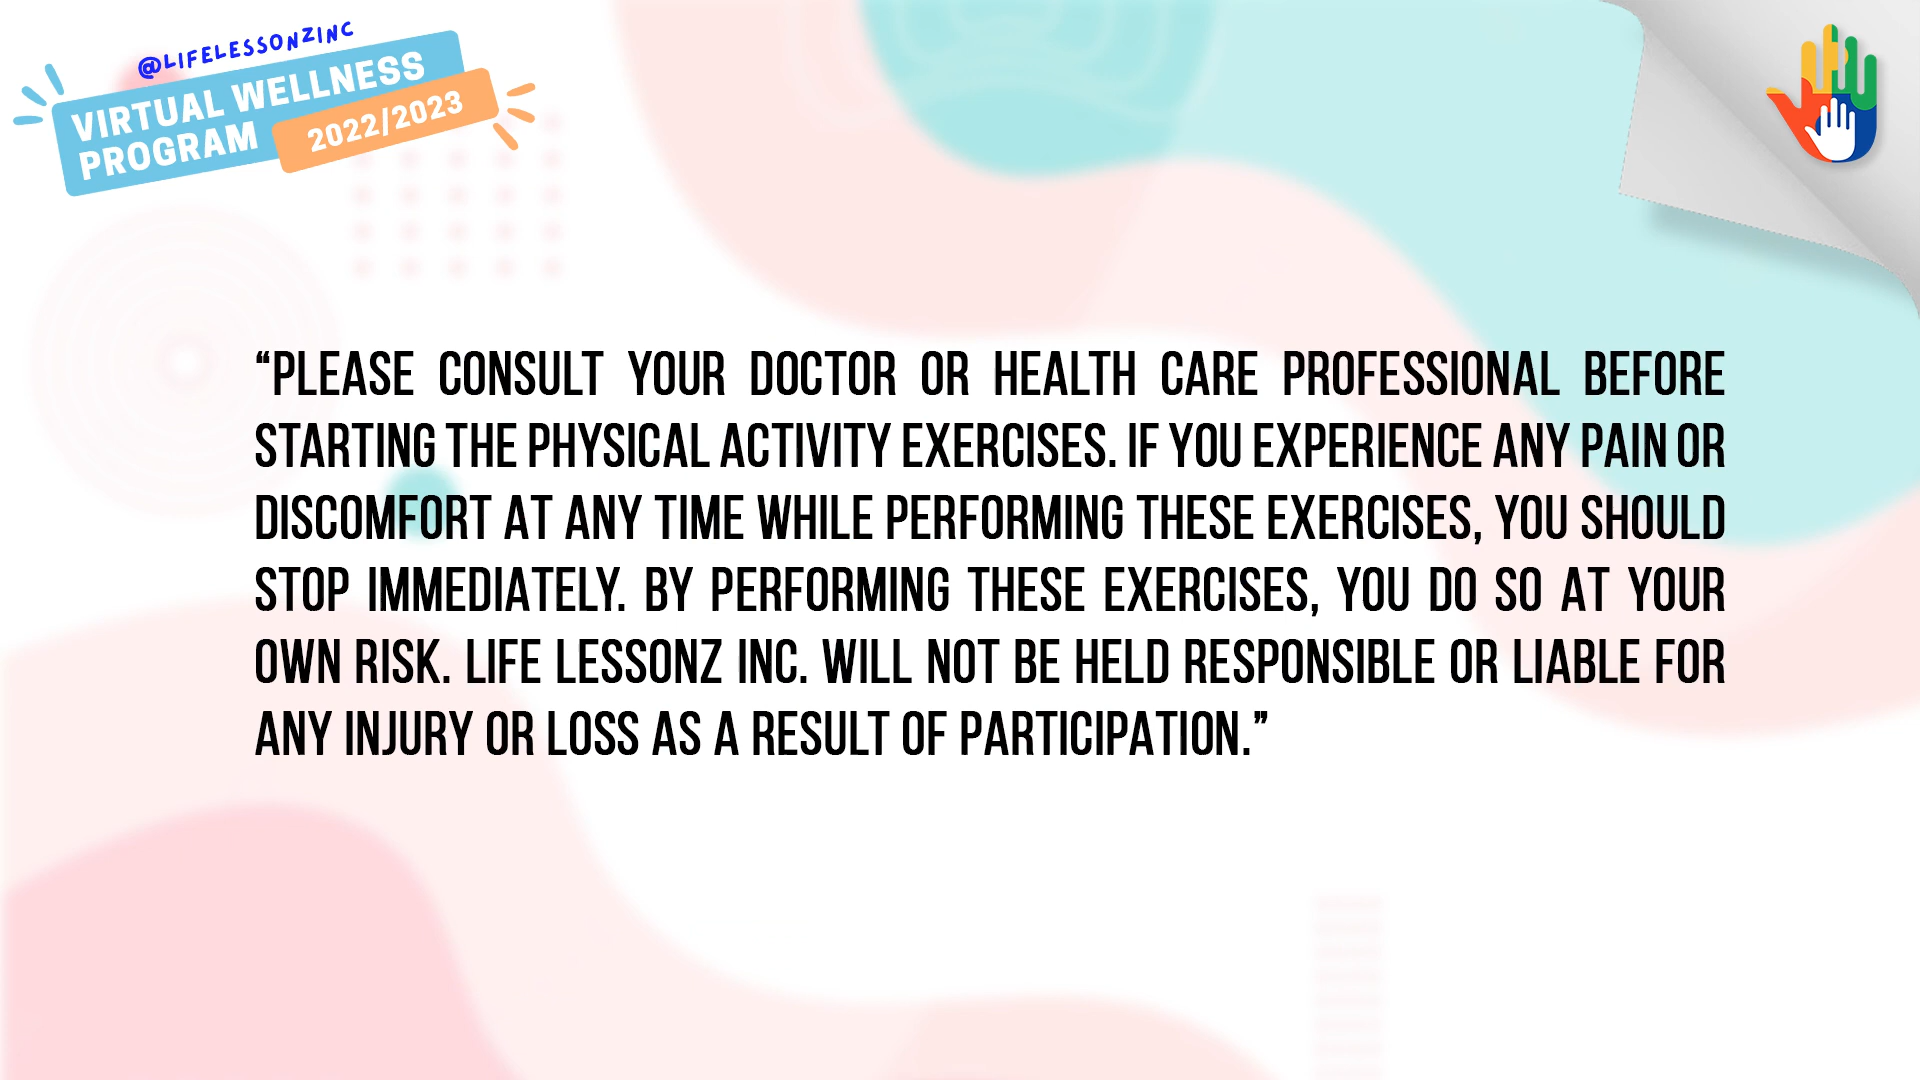 @LIFELESSONZINC
VIRTUAL WELLNESS
PROGRAM
2022/2023
“PLEASE CONSULT YOUR DOCTOR OR HEALTH CARE PROFESSIONAL BEFORE
STARTING THE PHYSICAL ACTIVITY EXERCISES. IF YOU EXPERIENCE ANY PAIN OR
DISCOMFORT AT ANY TIME WHILE PERFORMING THESE EXERCISES, YOU SHOULD
STOP IMMEDIATELY. BY PERFORMING THESE EXERCISES, YOU DO SO AT YOUR
OWN RISK. LIFE LESSONZ INC. WILL NOT BE HELD RESPONSIBLE OR LIABLE FOR
ANY INJURY OR LOSS AS A RESULT OF PARTICIPATION.”